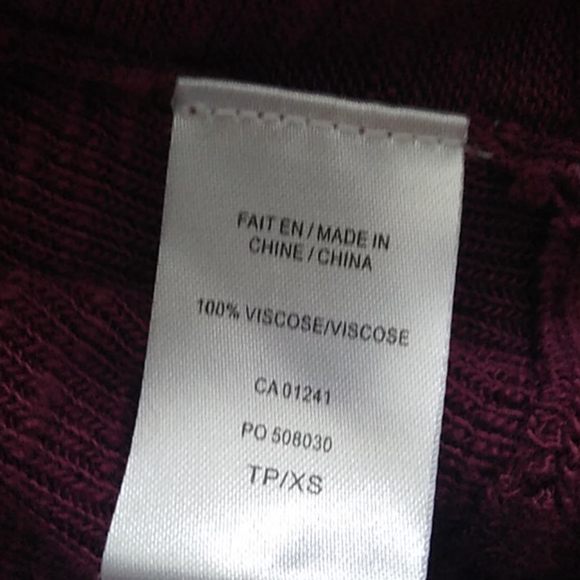 FAIT EN / MADE IN
CHINE / CHINA
100% VISCOSE/VISCOSE
CA 01241
PO 508030
TP/XS